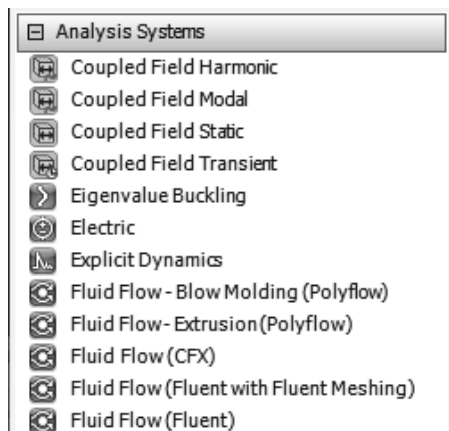 Analysis Systems
Coupled Field Harmonic
Coupled Field Modal
Coupled Field Static
Coupled Field Transient
Eigenvalue Buckling
Electric
Explicit Dynamics
Fluid Flow - Blow Molding (Polyflow)
Fluid Flow - Extrusion (Polyflow)
Fluid Flow (CFX)
Fluid Flow (Fluent with Fluent Meshing)
Fluid Flow (Fluent)